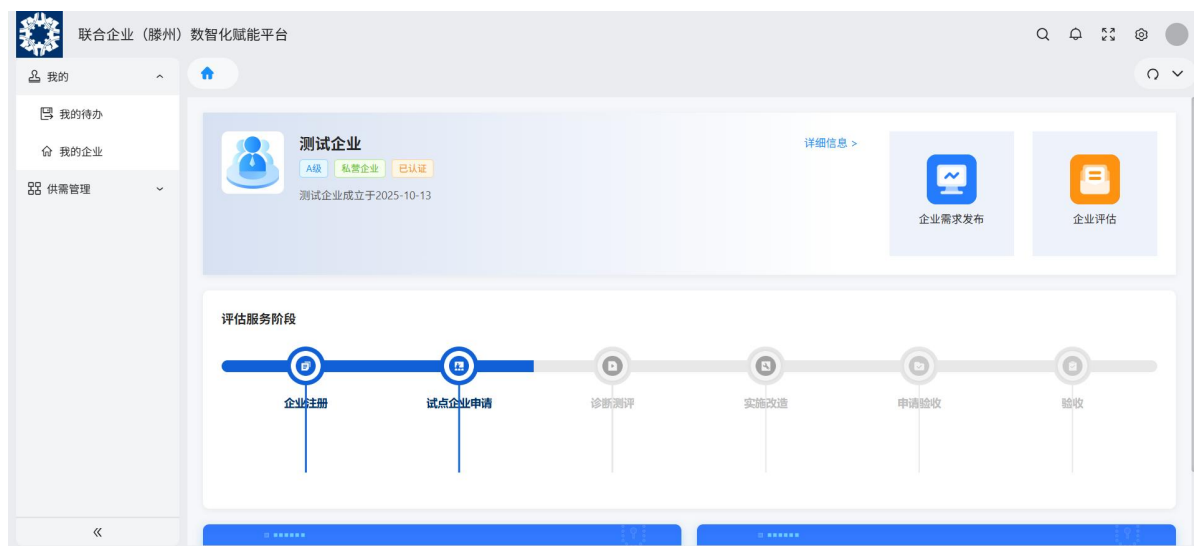 联合企业（滕州）数智化赋能平台
我的
我的待办
我的企业
供需管理
测试企业
A级 私营企业 已认证
测试企业成立于2025-10-13
详细信息 >
企业需求发布
企业评估
评估服务阶段
企业注册
试点企业申请
诊断测评
实施改造
申请验收
验收